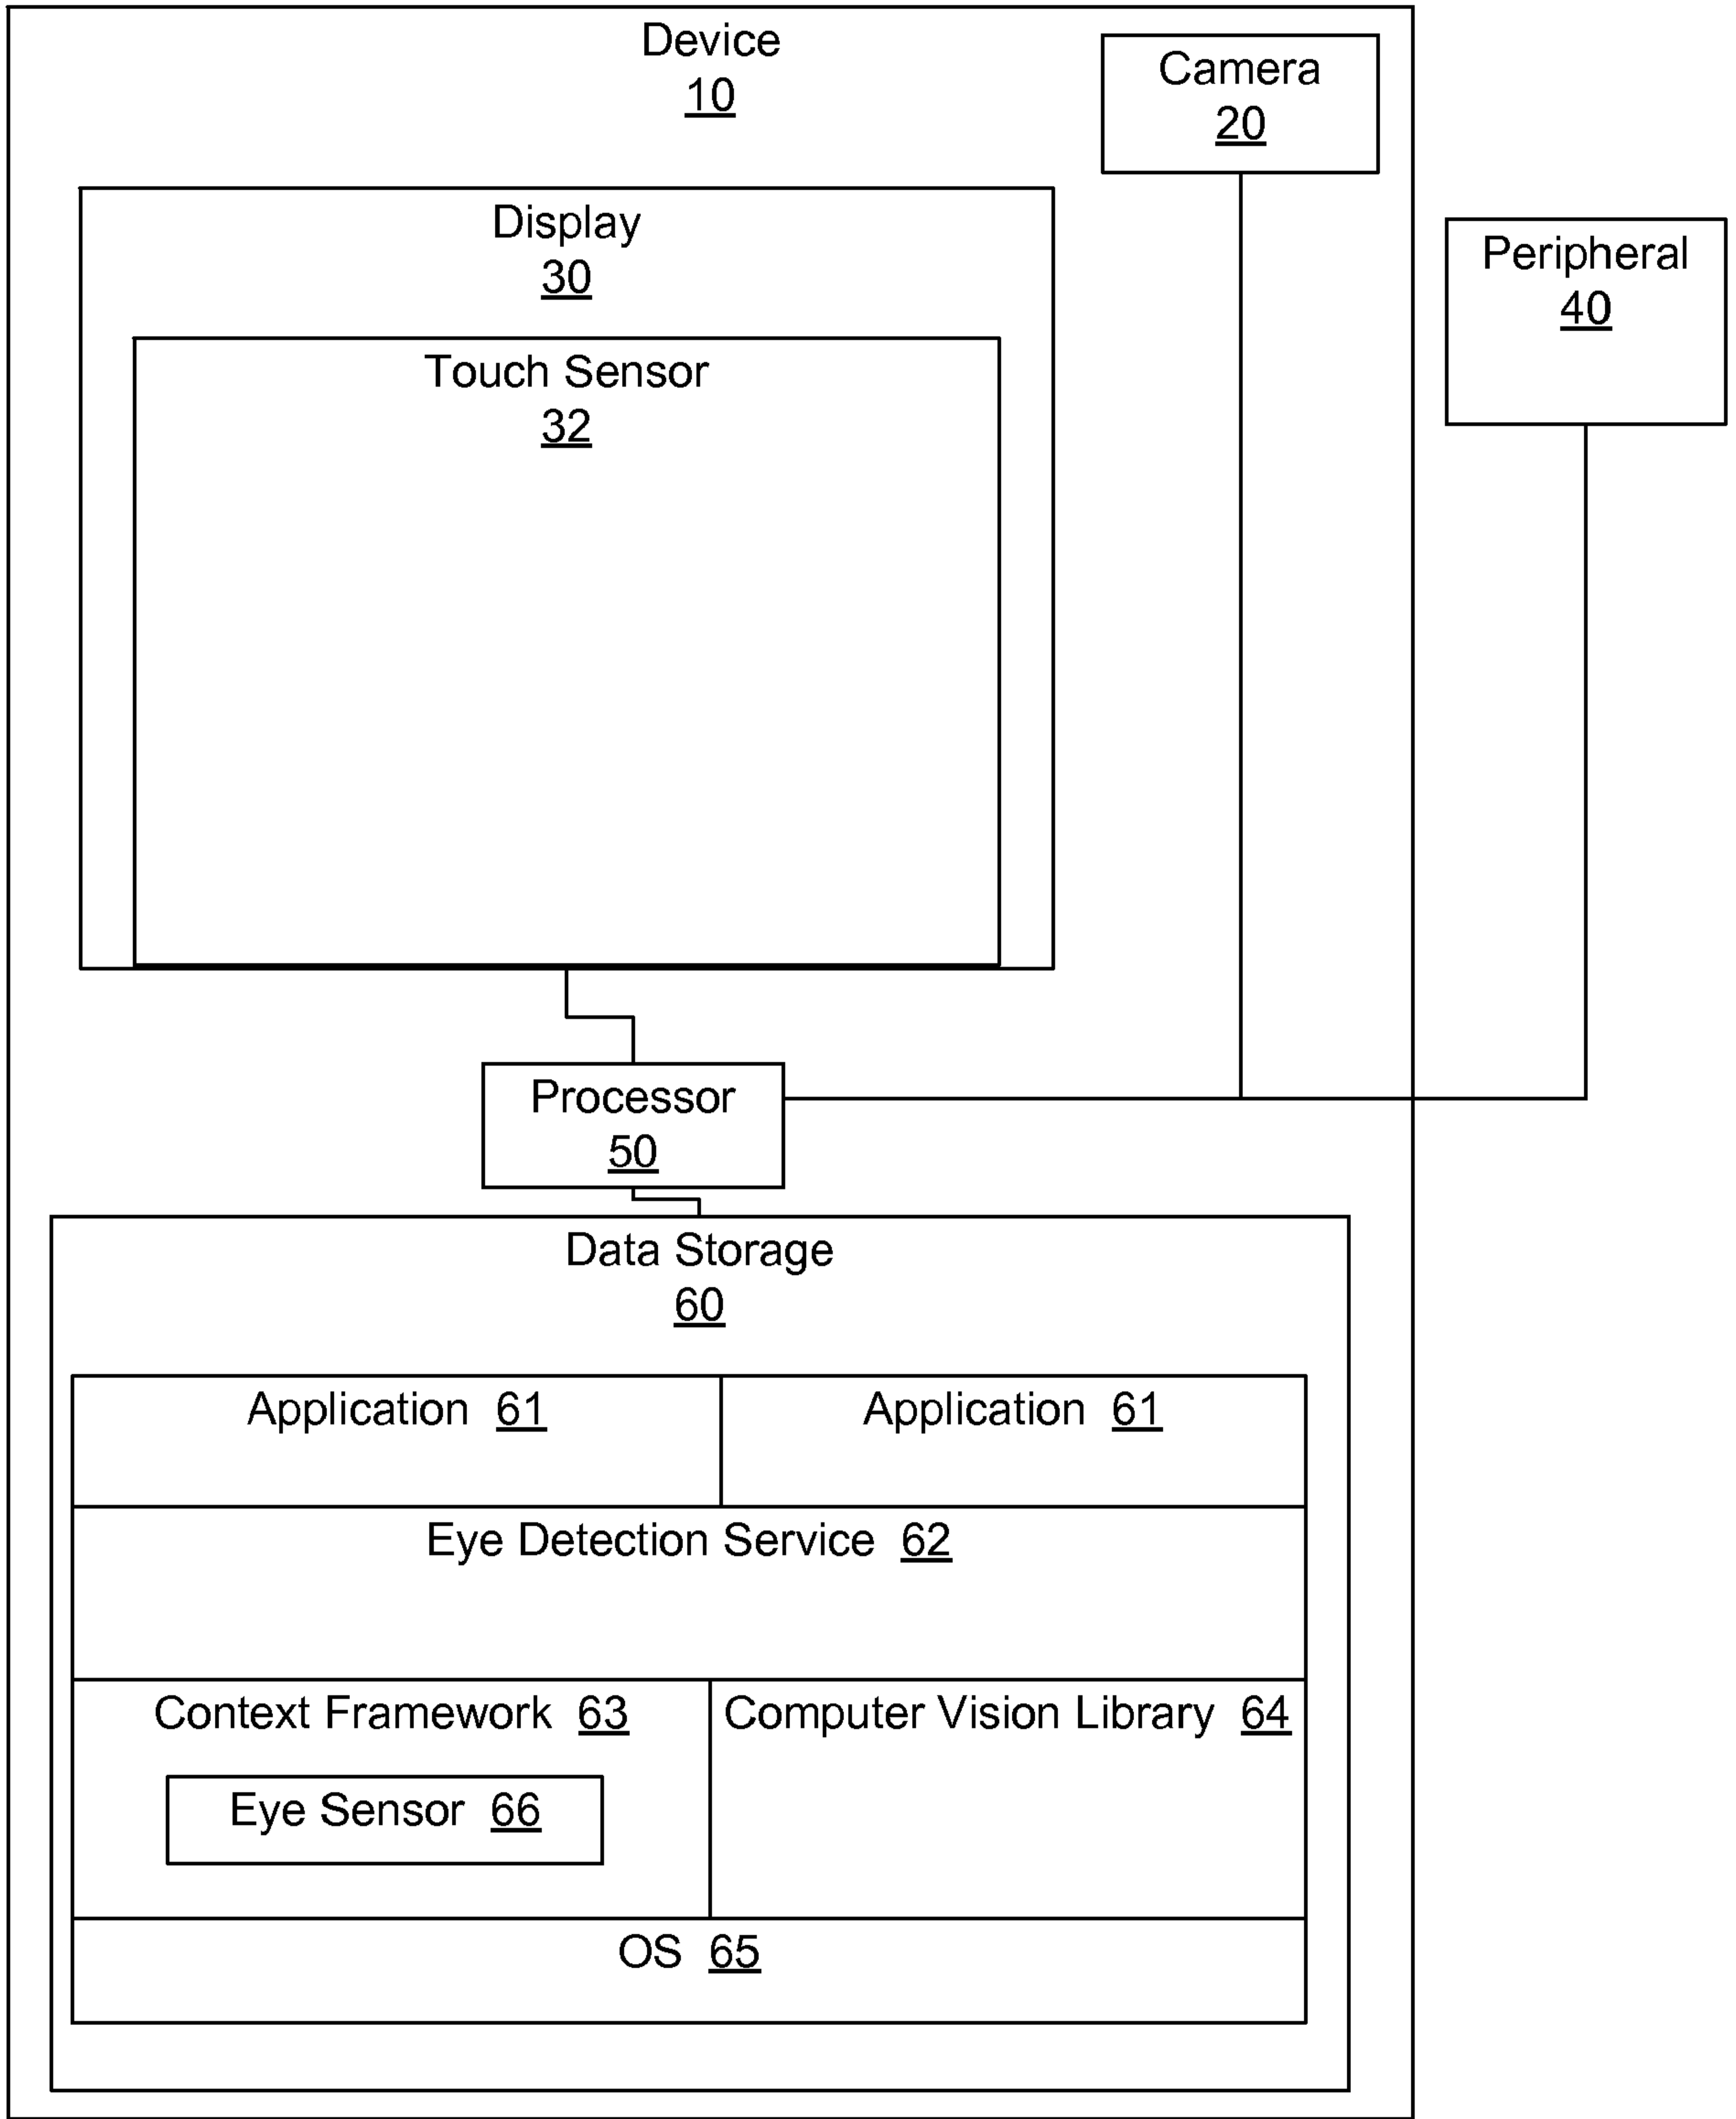 Device
10
Camera
20
Display
30
Peripheral
40
Touch Sensor
32
Processor
50
Data Storage
60
Application 61
Application 61
Eye Detection Service 62
Context Framework 63
Computer Vision Library 64
Eye Sensor 66
OS 65